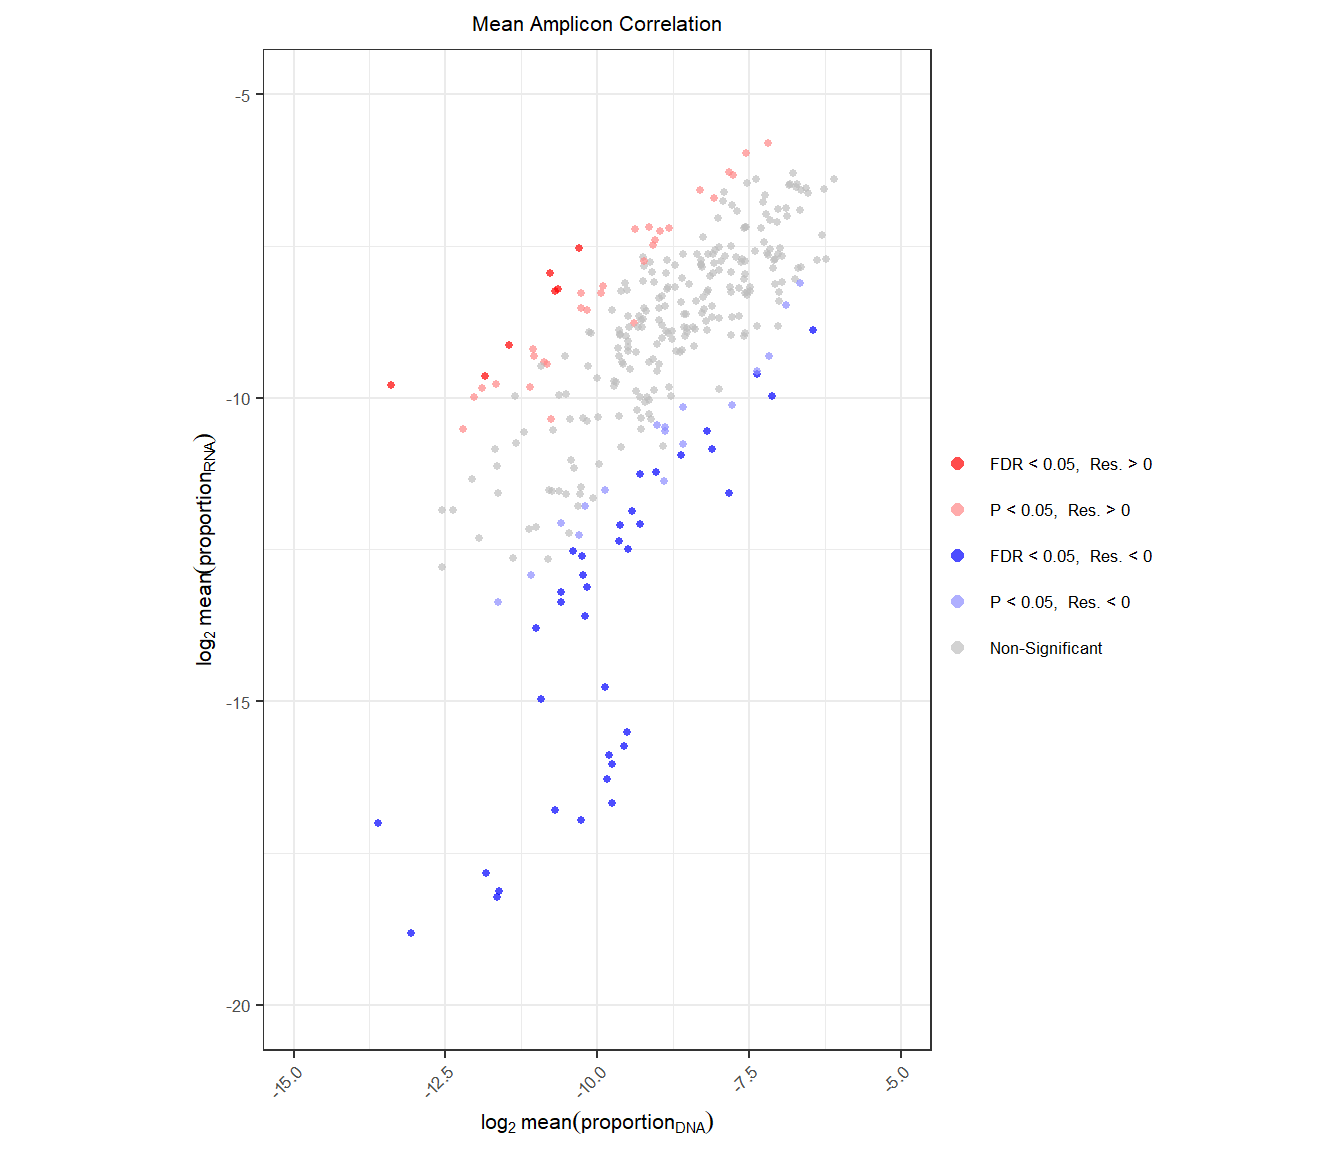 Mean Amplicon Correlation
-5
-10
-15
-20
log2 mean(proportionRNA)
-15.0
-12.5
-10.0
-7.5
-5.0
log2 mean(proportionDNA)
FDR < 0.05, Res. > 0
P < 0.05, Res. > 0
FDR < 0.05, Res. < 0
P < 0.05, Res. < 0
Non-Significant